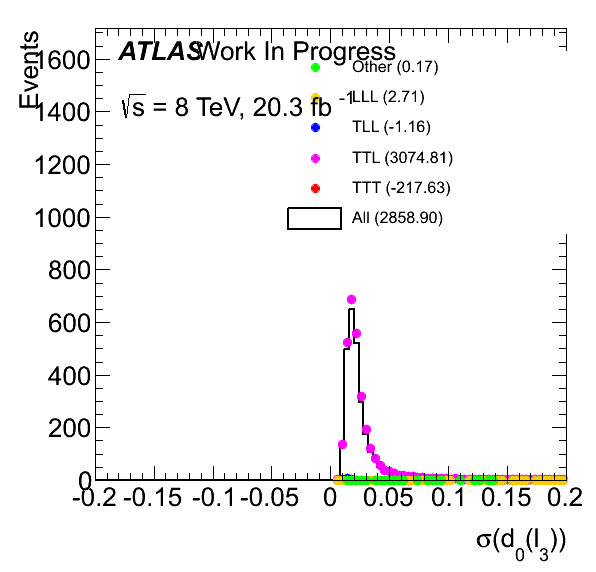 ATLAS Work In Progress
√s = 8 TeV, 20.3 fb -1
Other (0.17)
LLL (2.71)
TLL (-1.16)
TTL (3074.81)
TTT (-217.63)
All (2858.90)
Events
1600
1400
1200
1000
800
600
400
200
0
-0.2 -0.15 -0.1 -0.05 0 0.05 0.1 0.15 0.2
σ(d0(l3))